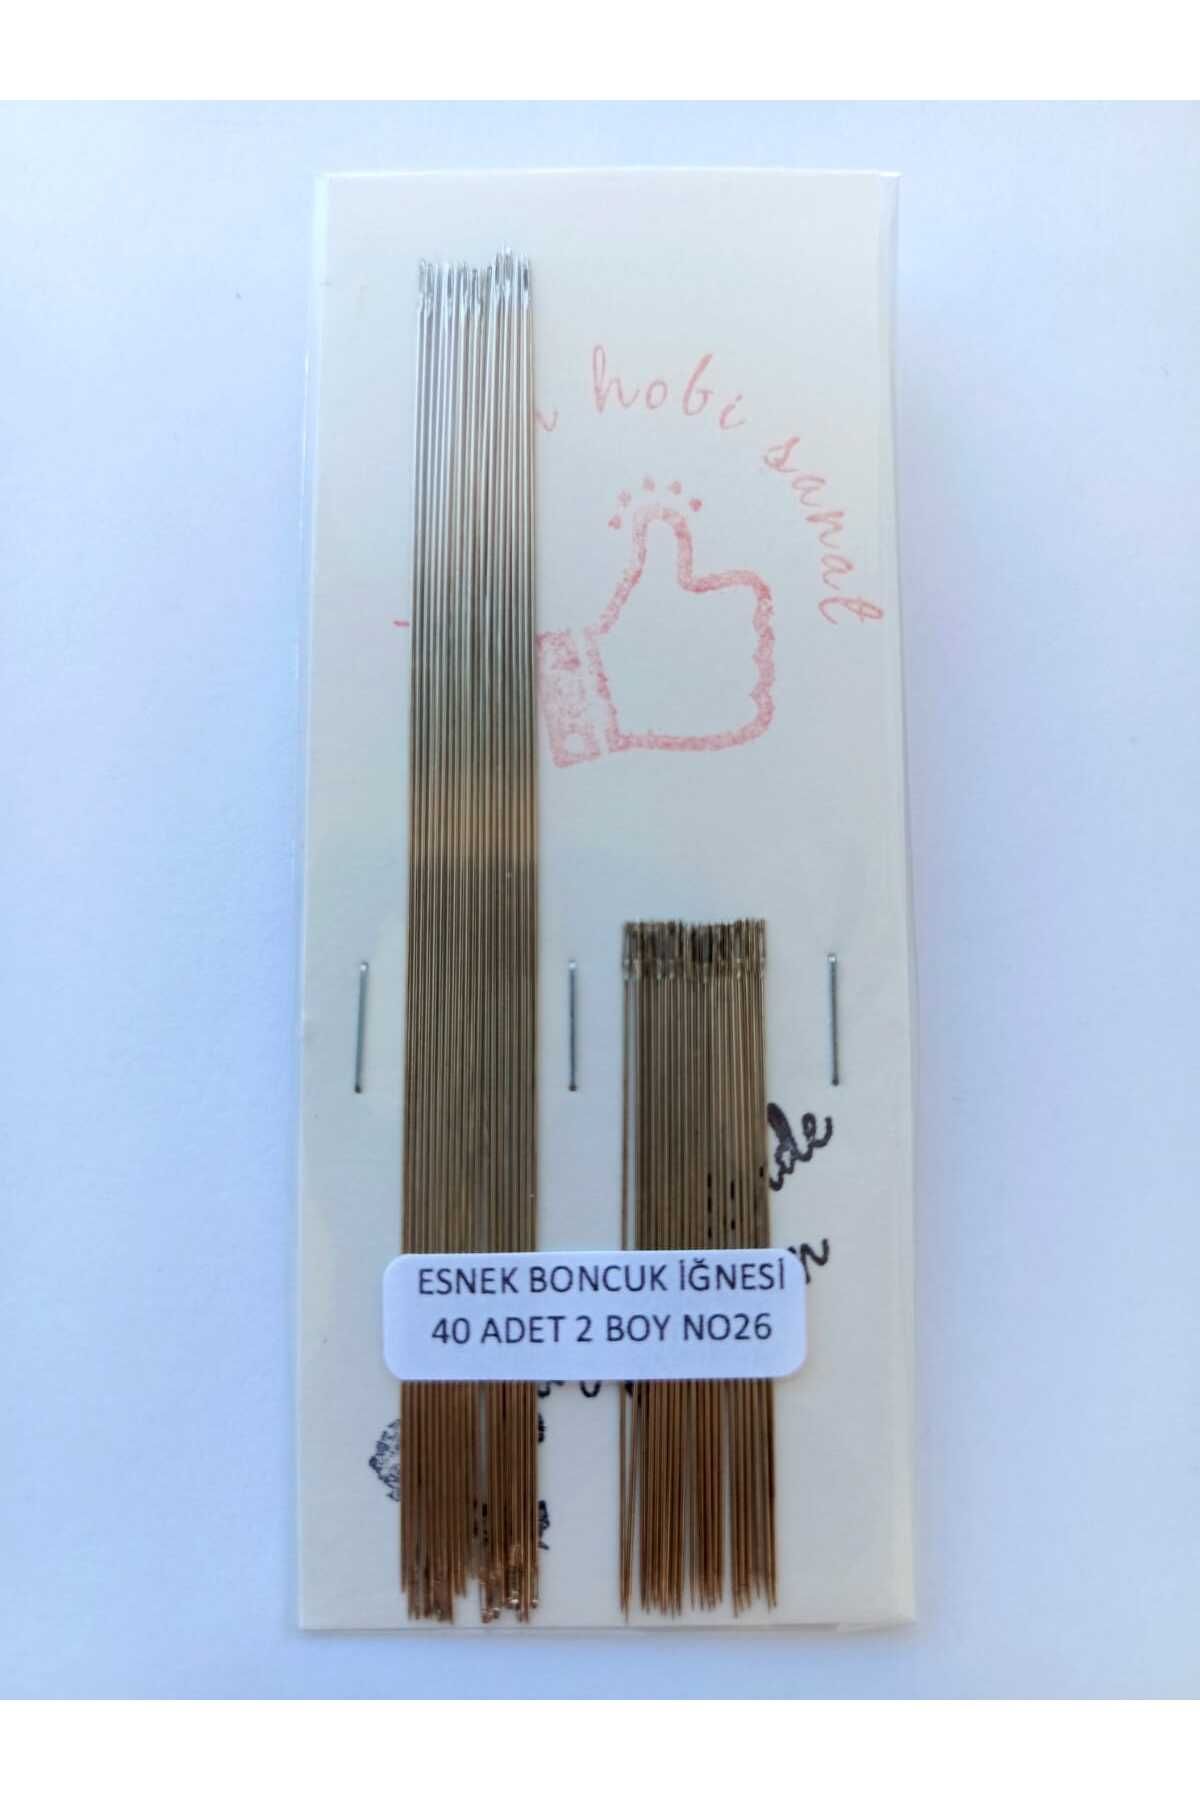 hobi sanat
ESNEK BONCUK İĞNESİ
40 ADET 2 BOY NO26